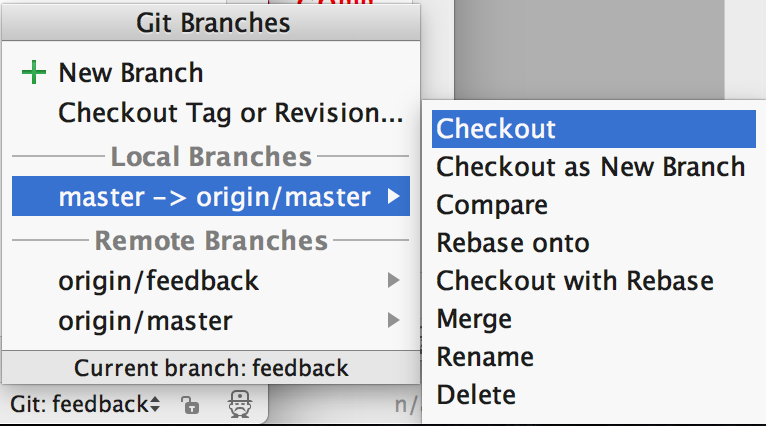 Git Branches
New Branch
Checkout Tag or Revision...
Local Branches
master -> origin/master
Remote Branches
origin/feedback
origin/master
Current branch: feedback
Git: feedback
Checkout
Checkout as New Branch
Compare
Rebase onto
Checkout with Rebase
Merge
Rename
Delete
n/